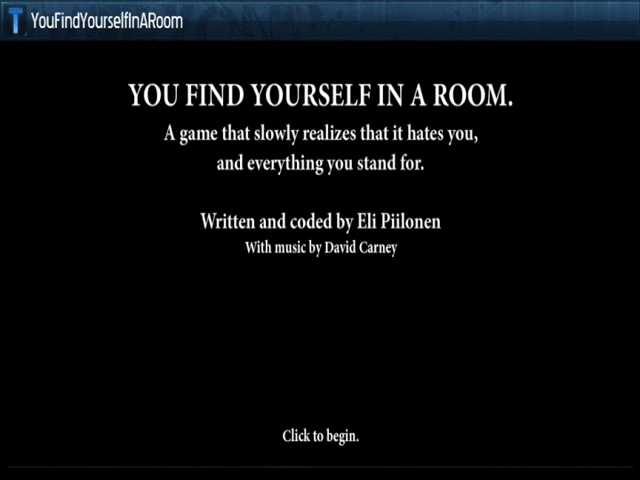 YouFindYourselfInARoom
YOU FIND YOURSELF IN A ROOM.
A game that slowly realizes that it hates you,
and everything you stand for.
Written and coded by Eli Piilonen
With music by David Carney
Click to begin.